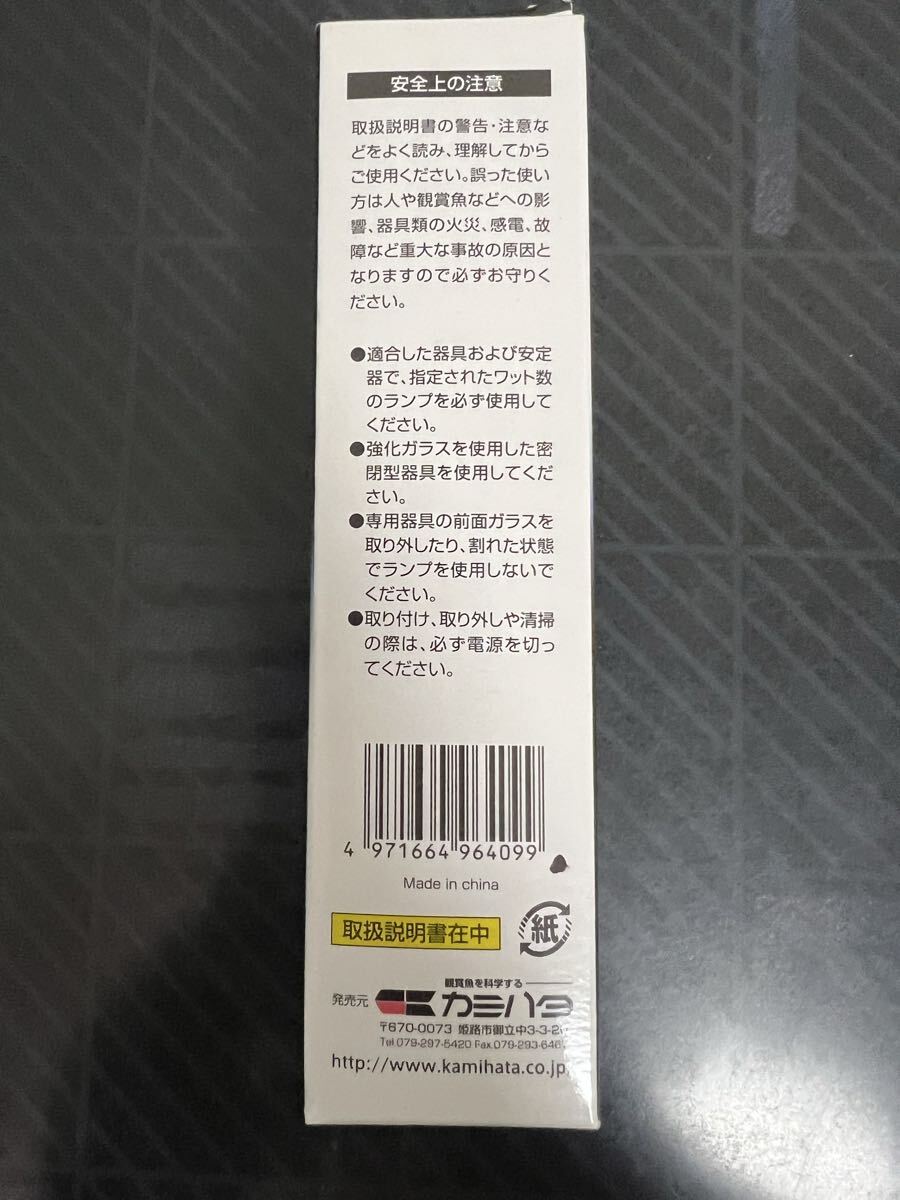 安全上の注意
取扱説明書の警告・注意な
どをよく読み、理解してから
ご使用ください。誤った使い
方は人や観賞魚などへの影
響、器具類の火災、感電、故
障など重大な事故の原因と
なりますので必ずお守りく
ださい。
●適合した器具および安定
器で、指定されたワット数
のランプを必ず使用して
ください。
●強化ガラスを使用した密
閉型器具を使用してくだ
さい。
●専用器具の前面ガラスを
取り外したり、割れた状態
でランプを使用しないで
ください。
●取り付け、取り外しや清掃
の際は、必ず電源を切っ
てください。
4 971664 964099
Made in china
取扱説明書在中
紙
観賞魚を科学する
発売元 カミハタ
〒670-0073 姫路市御立中3-3-20
Tel.079-297-5420 Fax.079-293-646
http://www.kamihata.co.jp